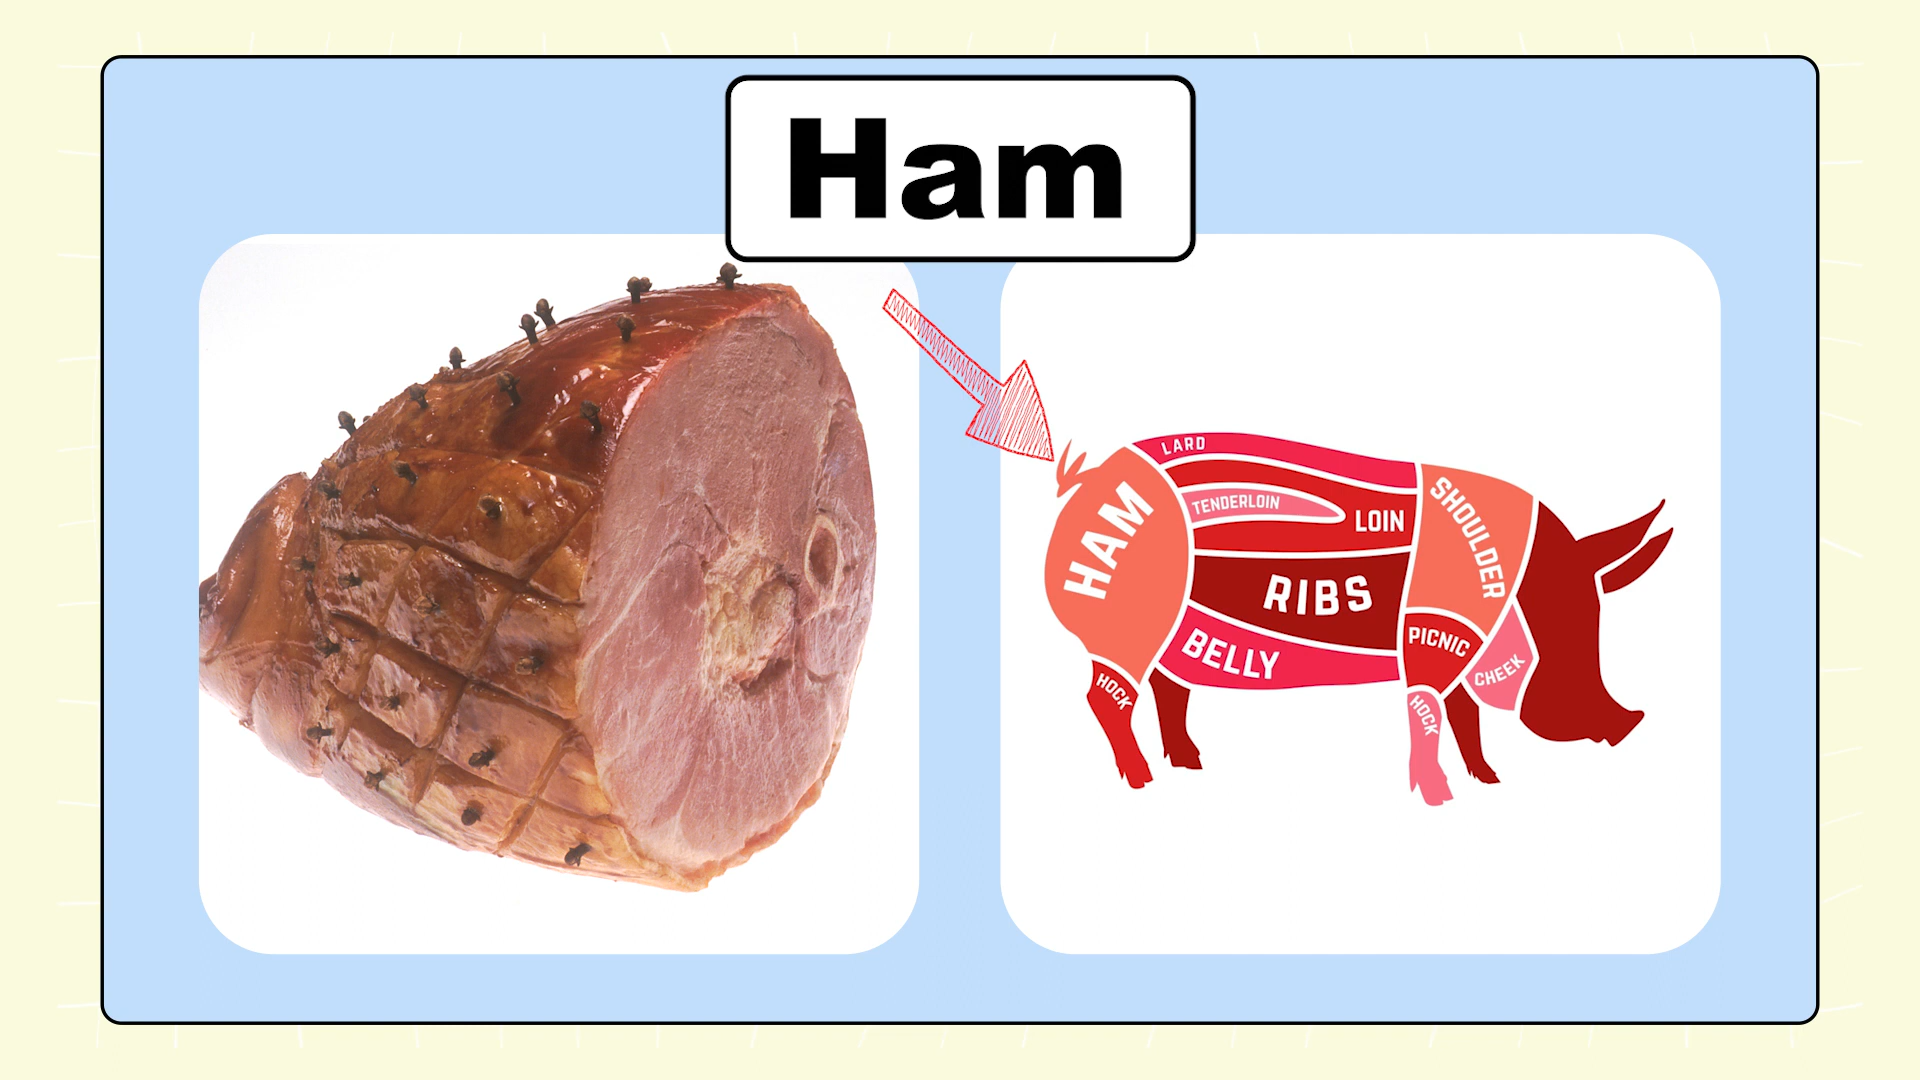 Ham
LARD
TENDERLOIN
LOIN
HAM
SHOULDER
RIBS
BELLY
PICNIC
CHEEK
HOCK
HOCK